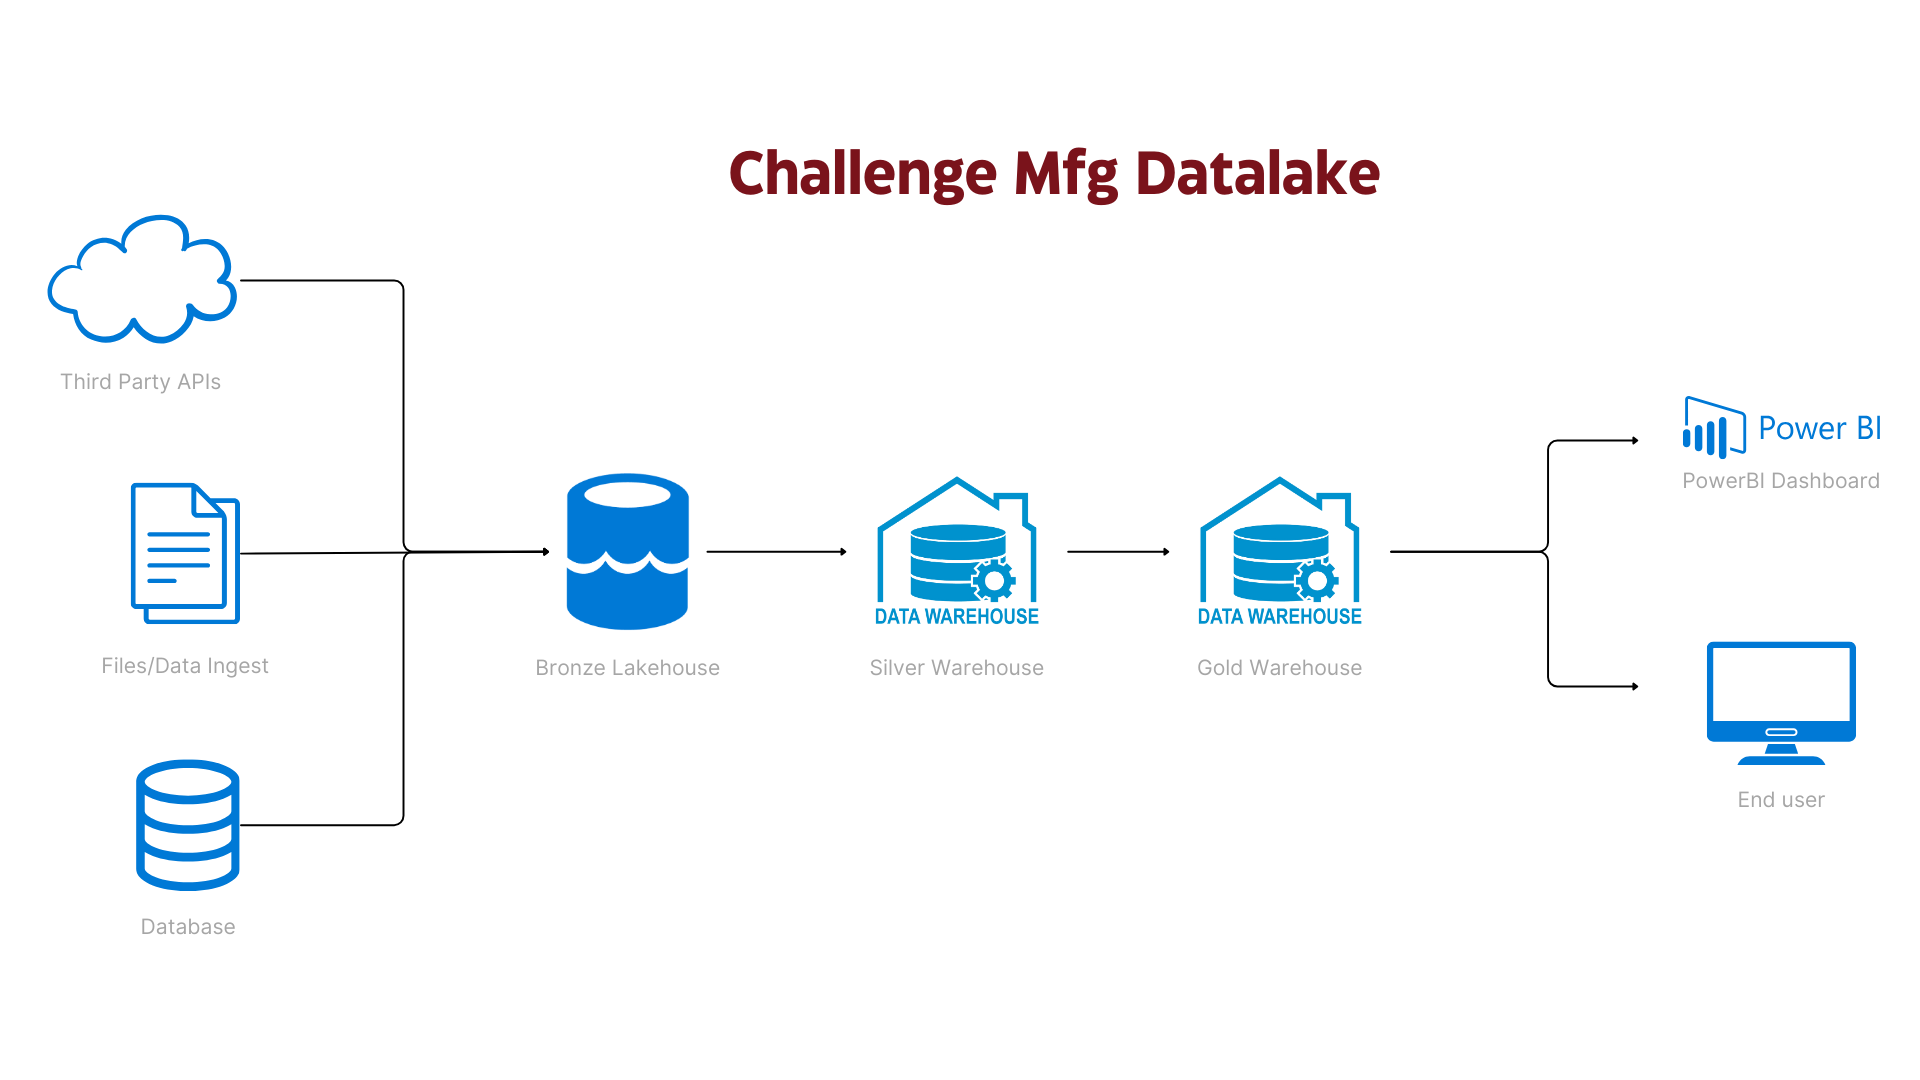 Challenge Mfg Datalake
Third Party APIs
Files/Data Ingest
Database
Bronze Lakehouse
DATA WAREHOUSE
Silver Warehouse
DATA WAREHOUSE
Gold Warehouse
Power BI
PowerBI Dashboard
End user